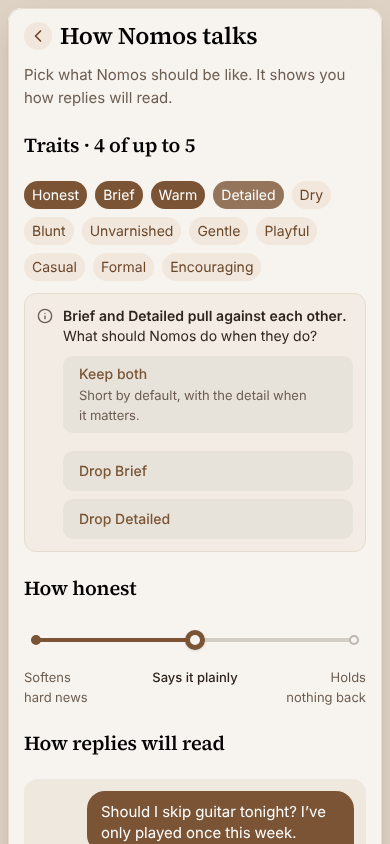 How Nomos talks
Pick what Nomos should be like. It shows you
how replies will read.
Traits · 4 of up to 5
Honest Brief Warm Detailed Dry
Blunt Unvarnished Gentle Playful
Casual Formal Encouraging
Brief and Detailed pull against each other.
What should Nomos do when they do?
Keep both
Short by default, with the detail when
it matters.
Drop Brief
Drop Detailed
How honest
Softens
hard news
Says it plainly
Holds
nothing back
How replies will read
Should I skip guitar tonight? I’ve
only played once this week.